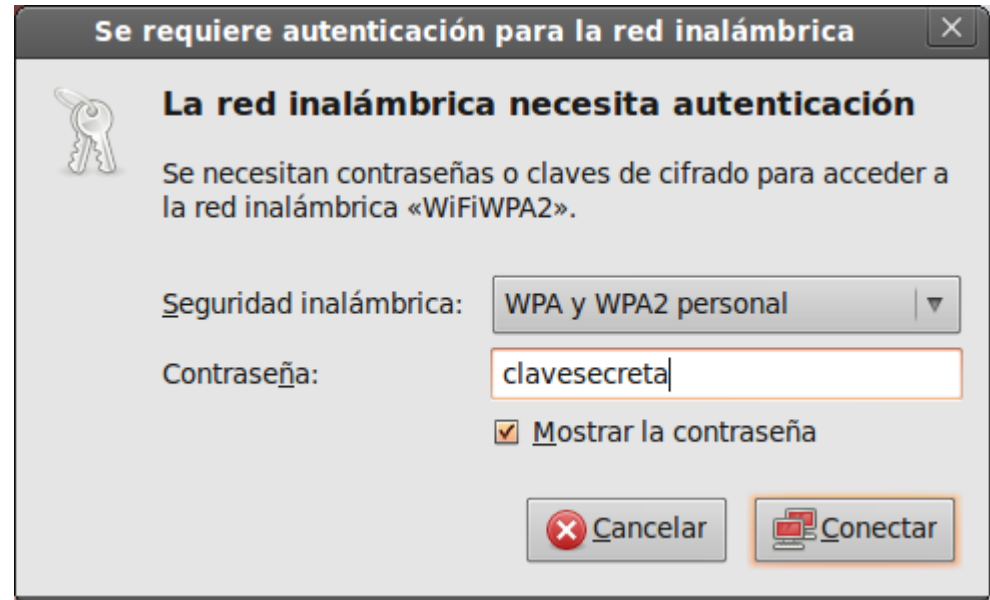 Se requiere autenticación para la red inalámbrica
La red inalámbrica necesita autenticación
Se necesitan contraseñas o claves de cifrado para acceder a
la red inalámbrica «WiFiWPA2».
Seguridad inalámbrica: WPA y WPA2 personal
Contraseña: clavesecreta
Mostrar la contraseña
Cancelar Conectar